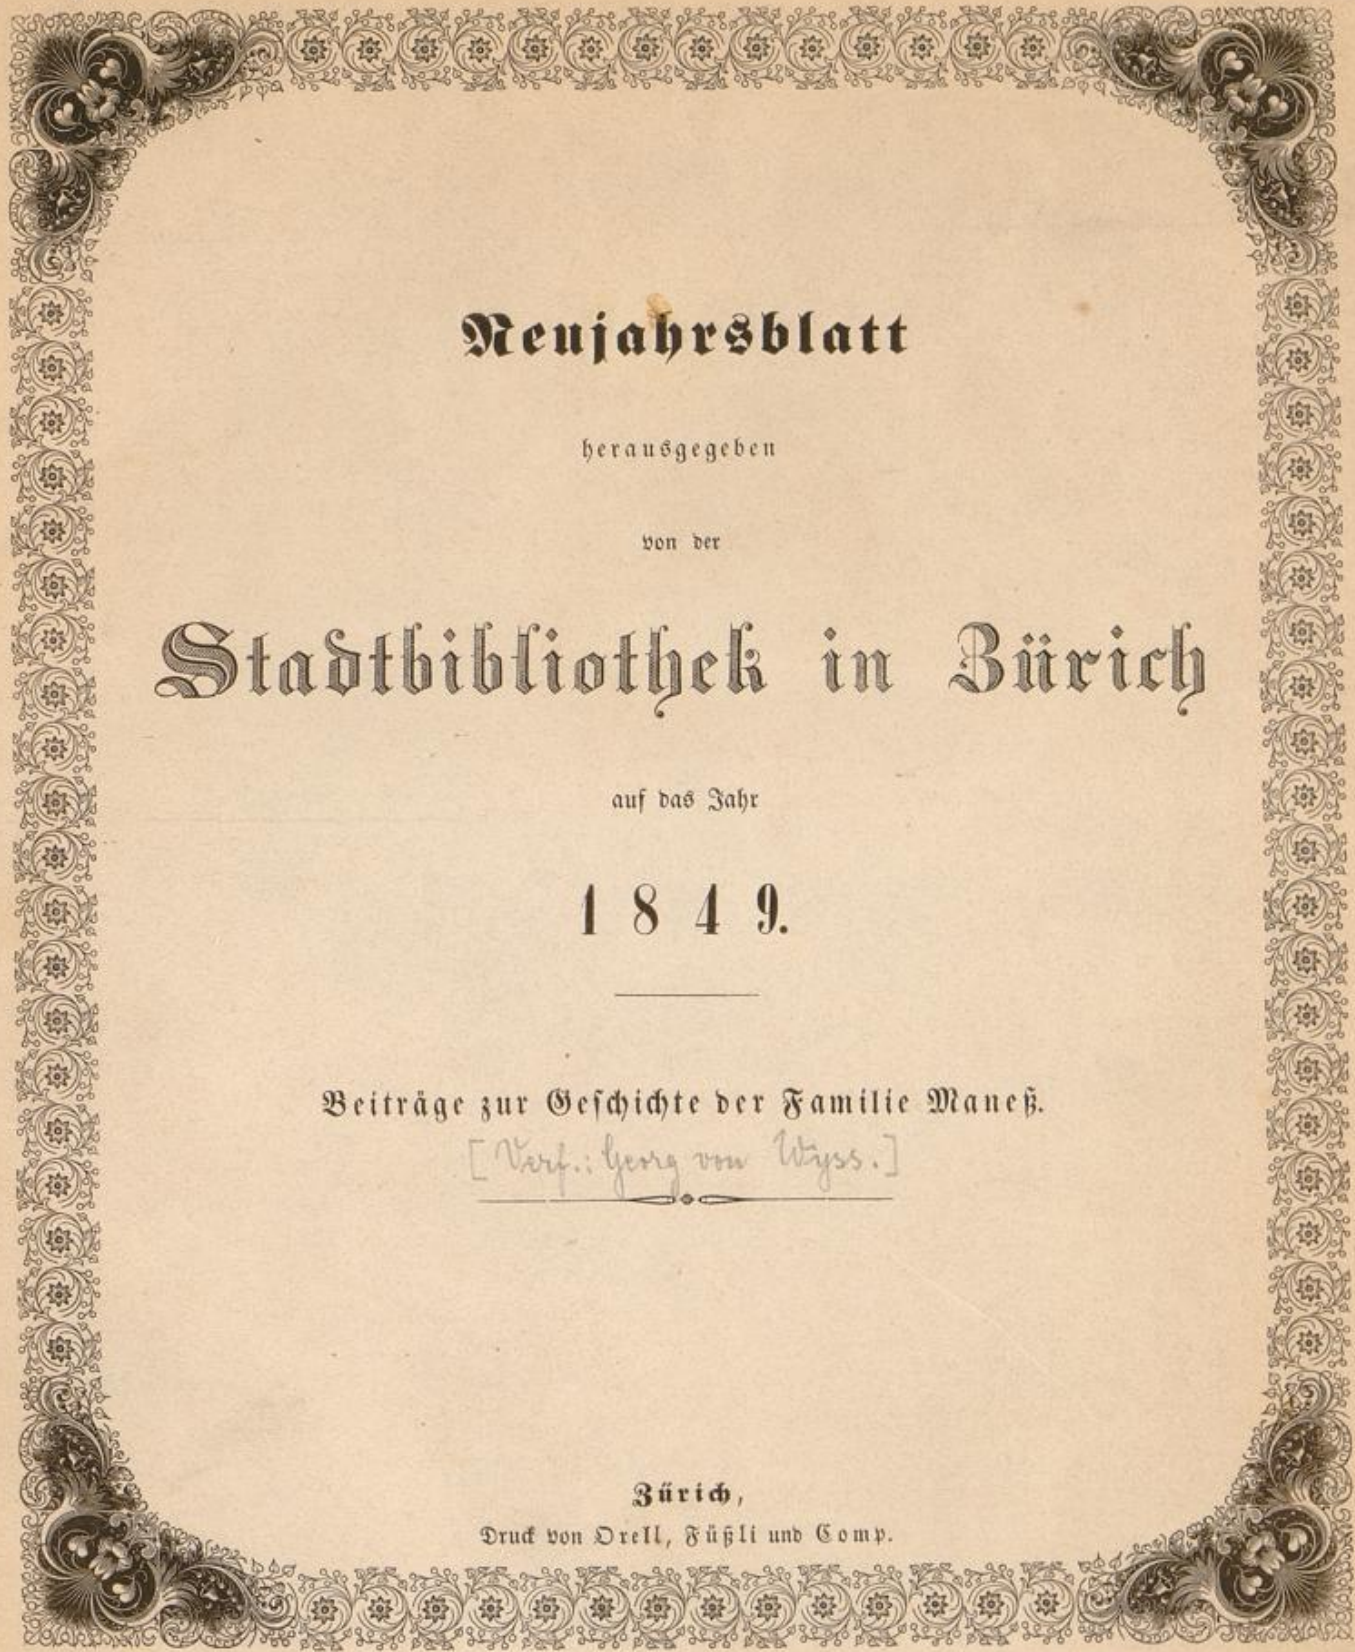 Neujahrsblatt
herausgegeben
von der
Stadtbibliothek in Zürich
auf das Jahr
1849.
Beiträge zur Geschichte der Familie Maneß.
[Verf.: Georg von Wyss.]
Zürich,
Druck von Orell, Füßli und Comp.